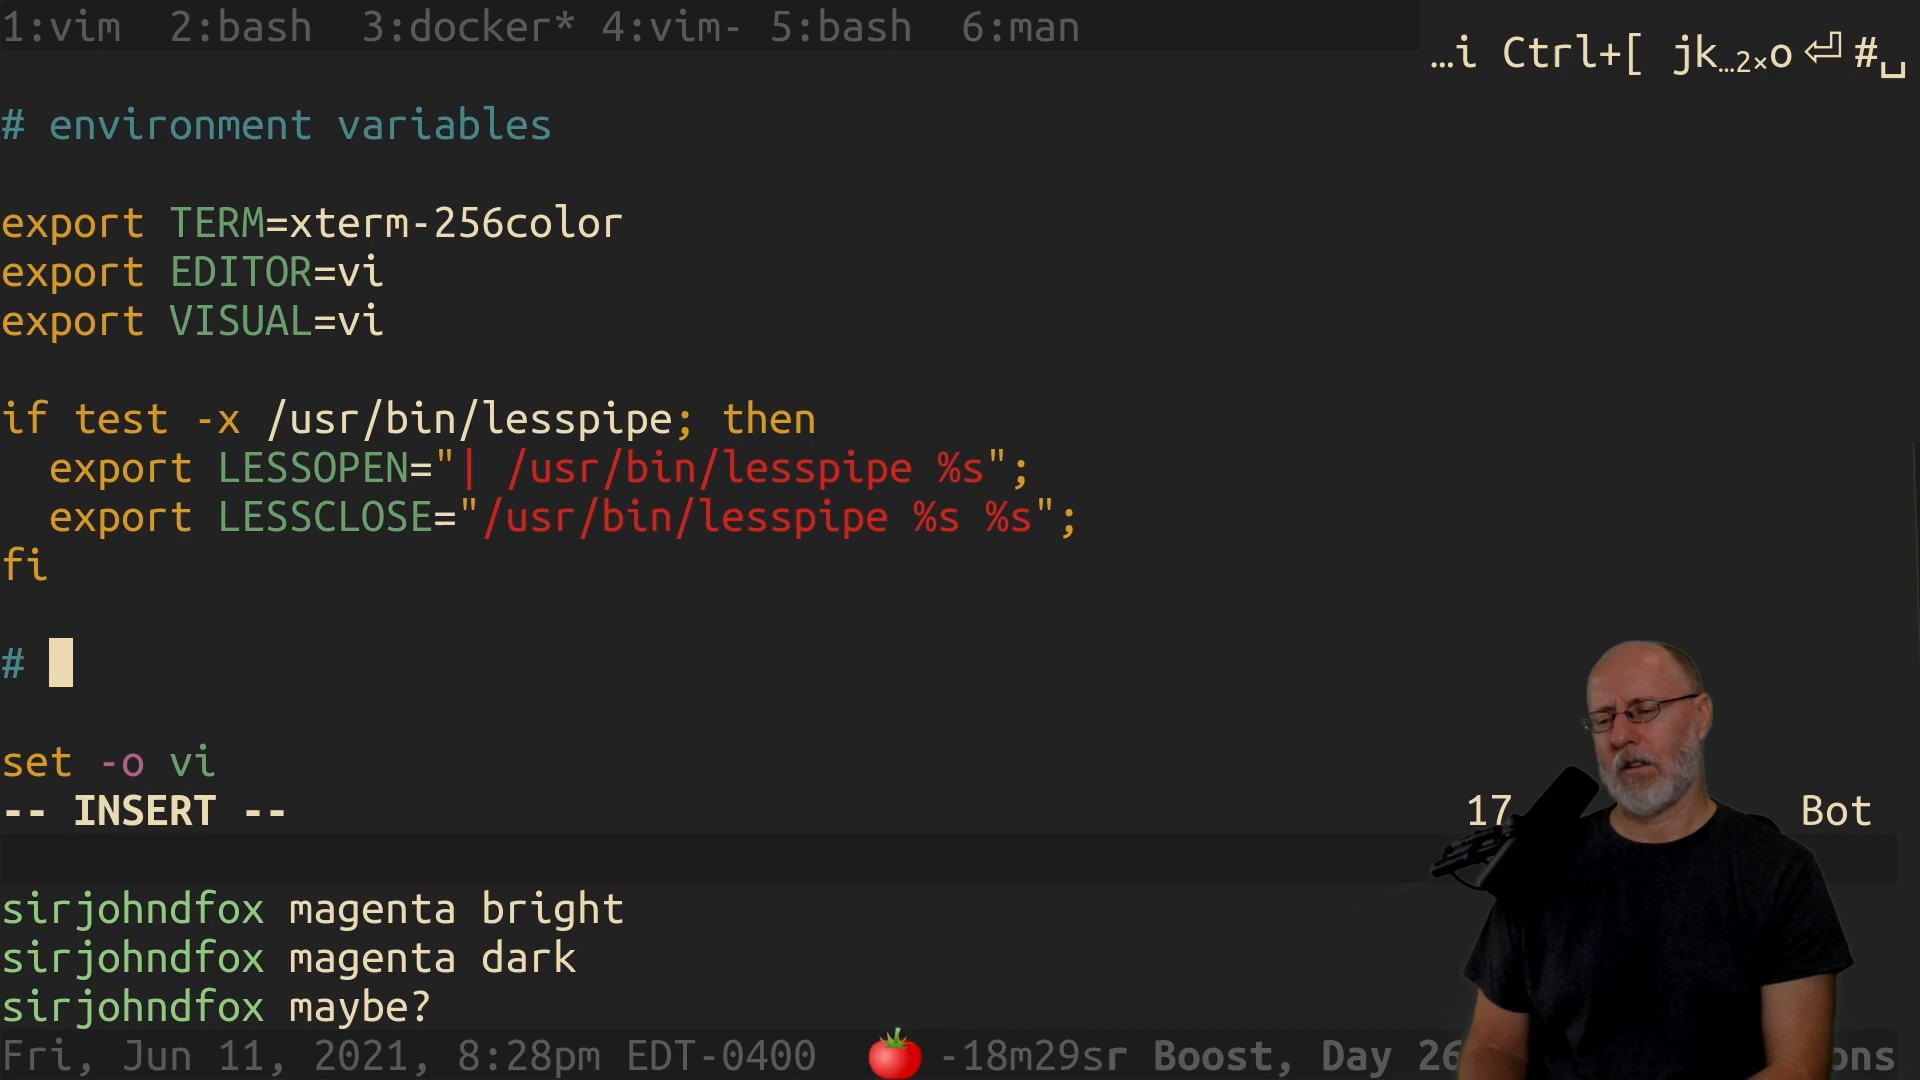 1:vim  2:bash  3:docker* 4:vim- 5:bash  6:man
…i Ctrl+[ jk…2×o⏎#␣
# environment variables
export TERM=xterm-256color
export EDITOR=vi
export VISUAL=vi
if test -x /usr/bin/lesspipe; then
  export LESSOPEN="| /usr/bin/lesspipe %s";
  export LESSCLOSE="/usr/bin/lesspipe %s %s";
fi
#
set -o vi
-- INSERT -- 17 Bot
sirjohndfox magenta bright
sirjohndfox magenta dark
sirjohndfox maybe?
Fri, Jun 11, 2021, 8:28pm EDT-0400 🍅 -18m29sr Boost, Day 26